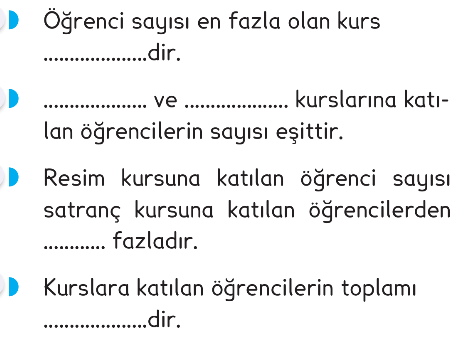 Öğrenci sayısı en fazla olan kurs
....................dir.
.................... ve .................... kurslarına katı-
lan öğrencilerin sayısı eşittir.
Resim kursuna katılan öğrenci sayısı
satranç kursuna katılan öğrencilerden
............ fazladır.
Kurslara katılan öğrencilerin toplamı
....................dir.